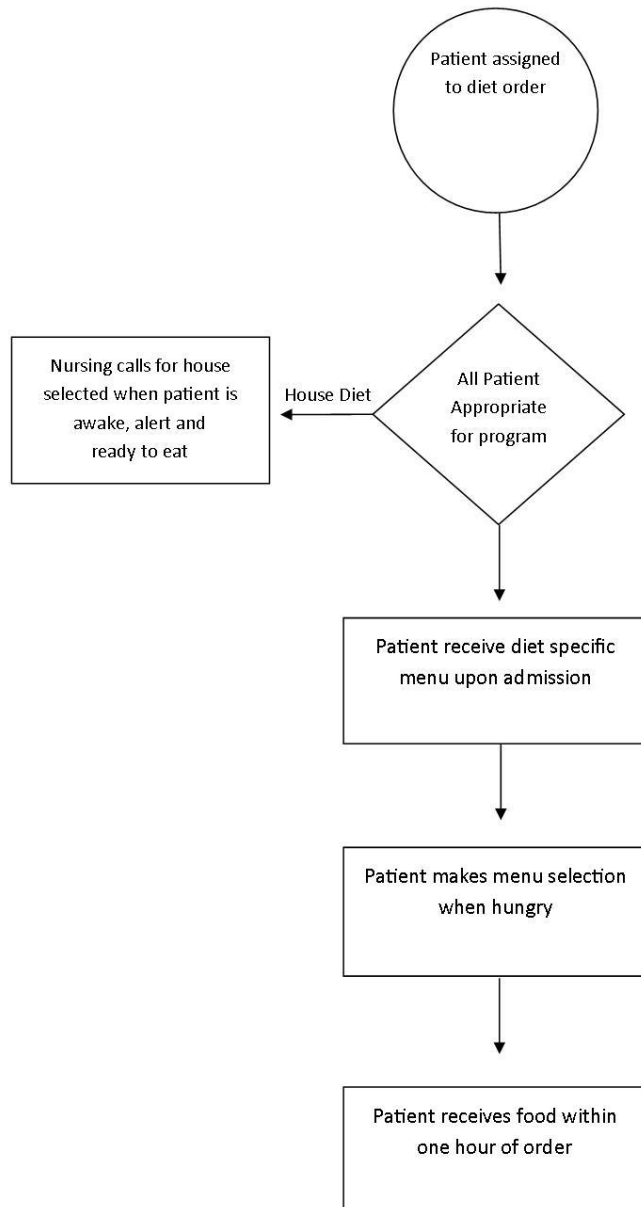 Patient assigned
to diet order
Nursing calls for house
selected when patient is
awake, alert and
ready to eat
House Diet
All Patient
Appropriate
for program
Patient receive diet specific
menu upon admission
Patient makes menu selection
when hungry
Patient receives food within
one hour of order